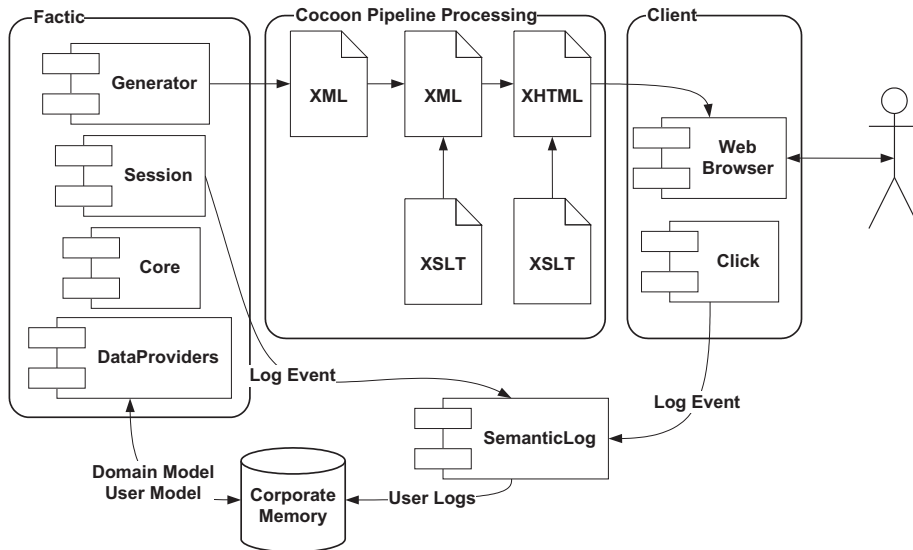 Factic
Cocoon Pipeline Processing
Client
Generator
XML
XML
XHTML
Web
Browser
Session
XSLT
XSLT
Click
Core
DataProviders
Log Event
Log Event
SemanticLog
Domain Model
User Model
Corporate
Memory
User Logs